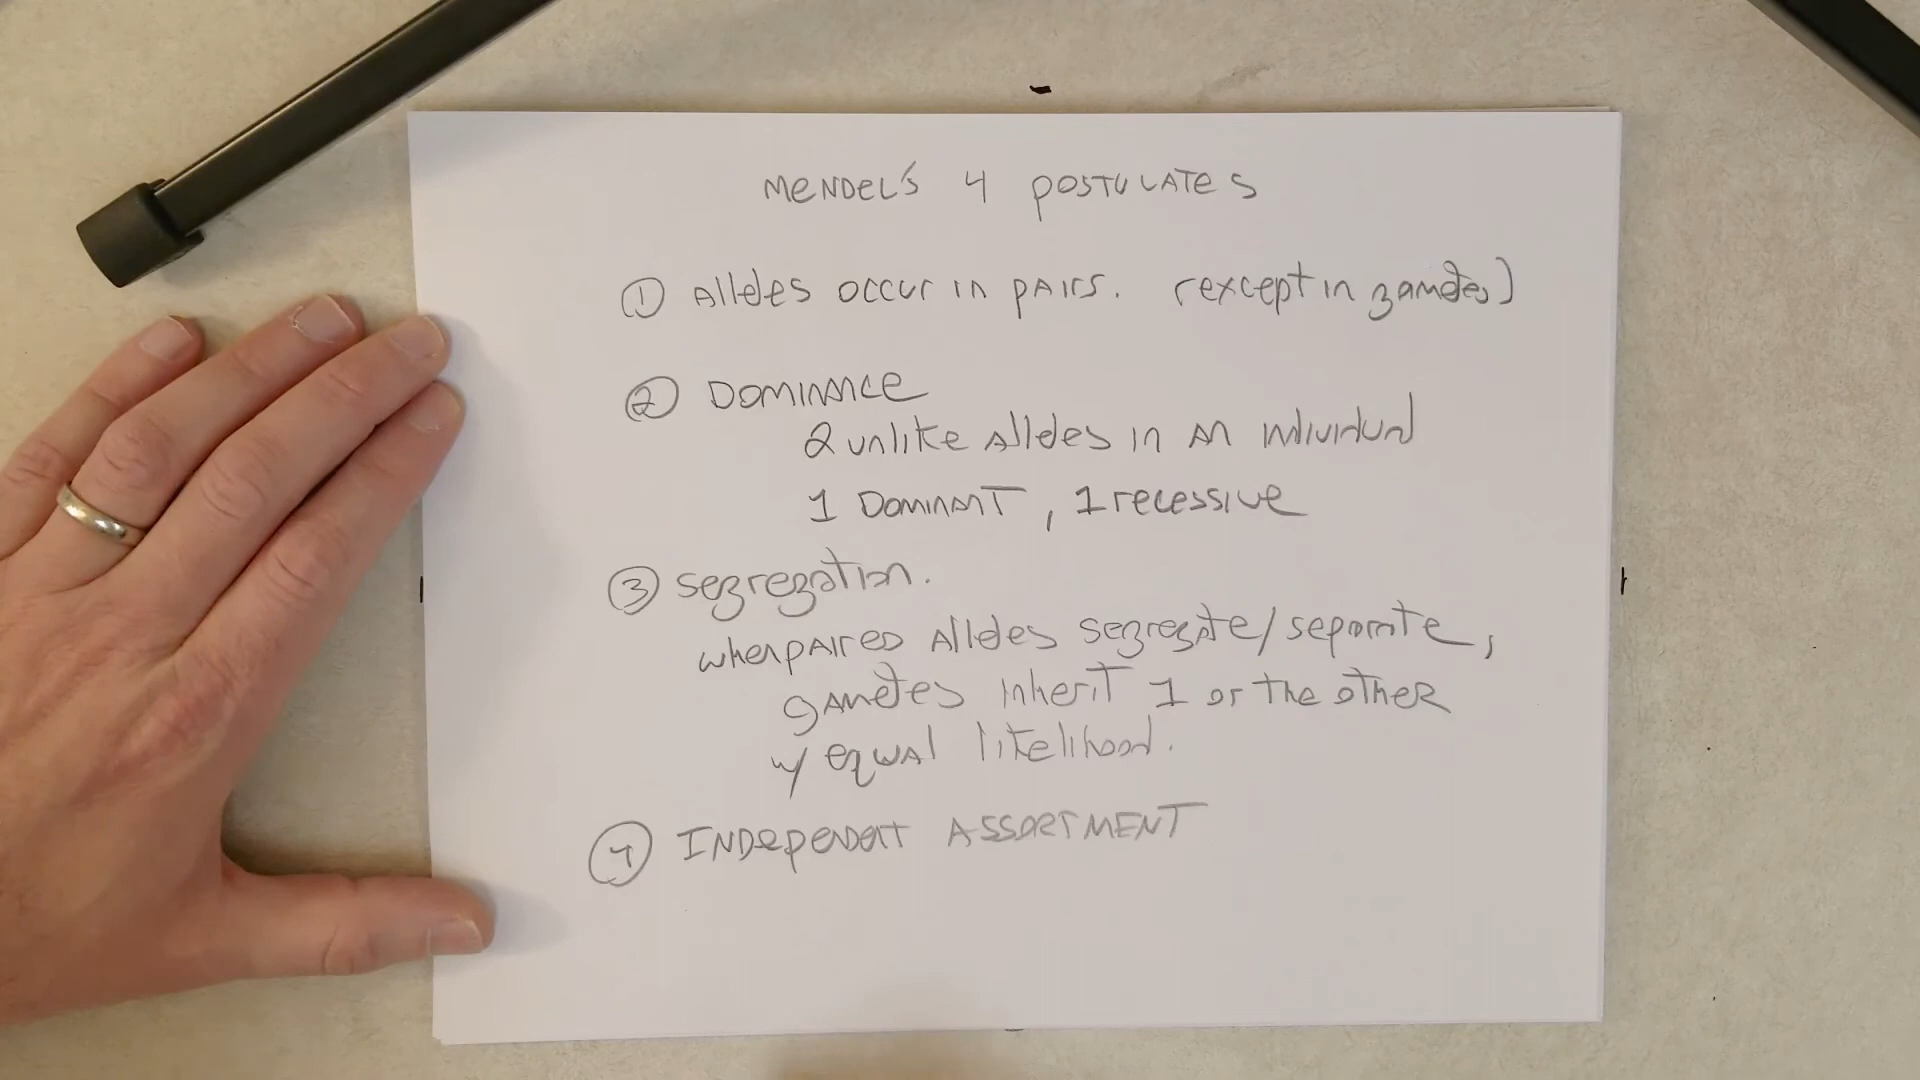 MENDEL'S 4 POSTULATES
① Alleles occur in pairs. (except in gametes)
② Dominance
2 unlike Alleles in an individual
1 Dominant, 1 recessive
③ segregation.
when paired Alleles segregate/separate,
gametes inherit 1 or the other
w/ equal likelihood.
④ INDEPENDENT ASSORTMENT